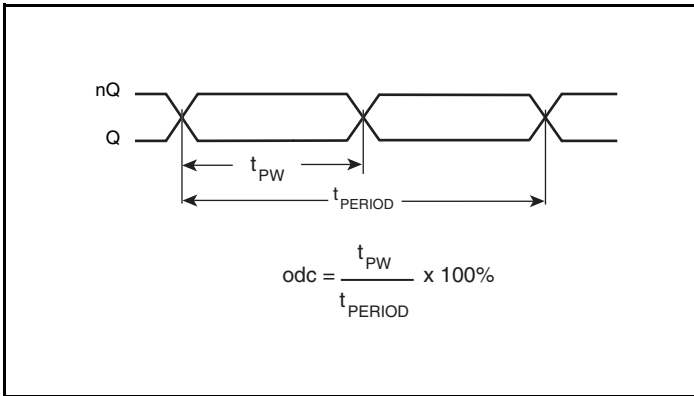 nQ
Q
tPW
tPERIOD
odc = tPW / tPERIOD x 100%